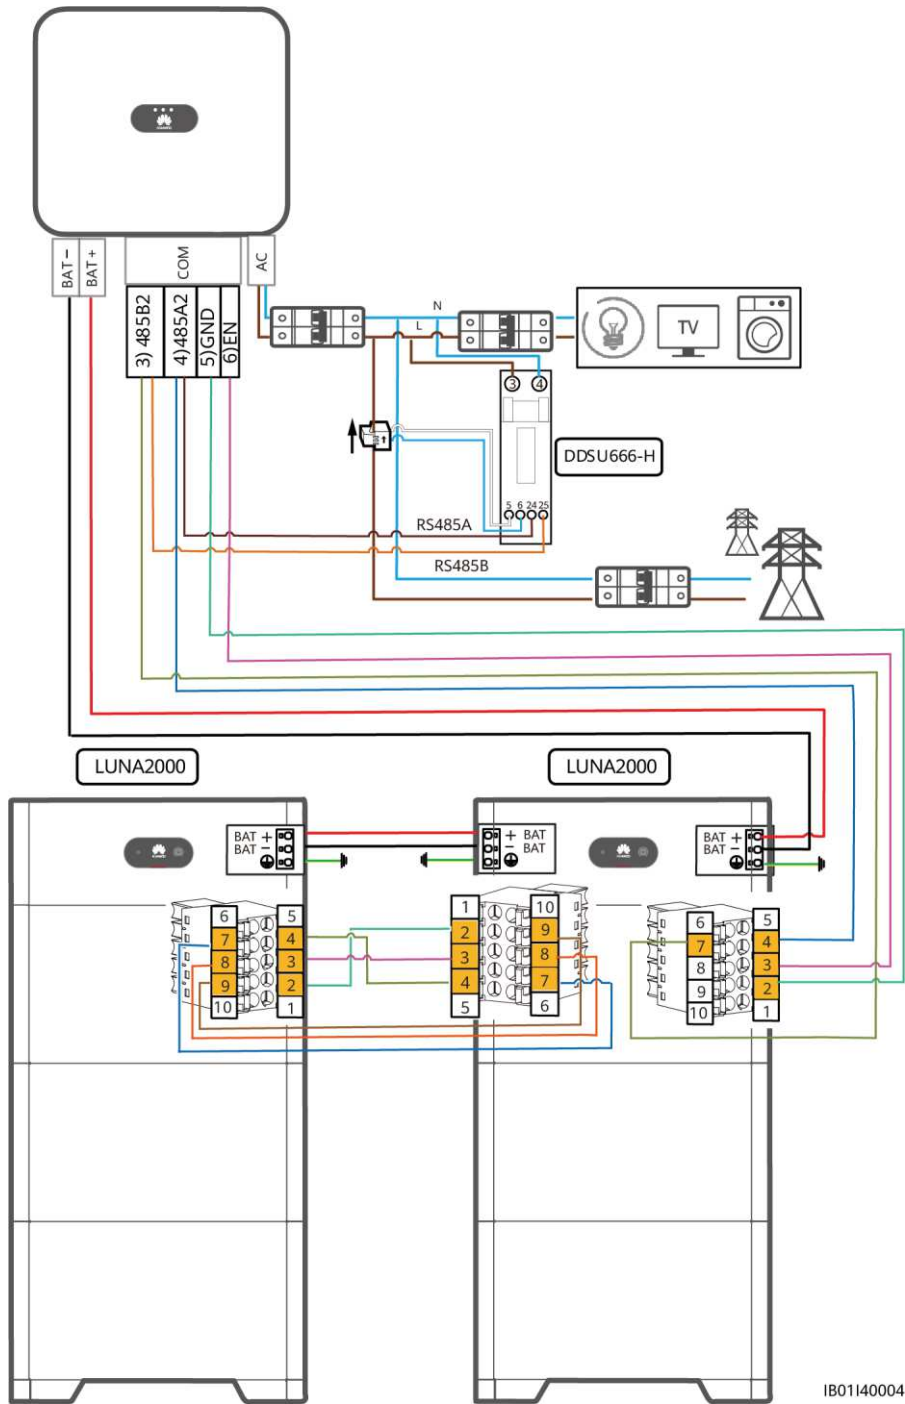 BAT −
BAT +
COM
AC
3) 485B2
4)485A2
5)GND
6)EN
N
L
TV
3
4
DDSU666-H
5 6 24 25
RS485A
RS485B
LUNA2000
LUNA2000
BAT +
BAT −
+ BAT
− BAT
BAT +
BAT −
6
7
8
9
10
5
4
3
2
1
1
2
3
4
5
10
9
8
7
6
6
7
8
9
10
5
4
3
2
1
IB01I40004